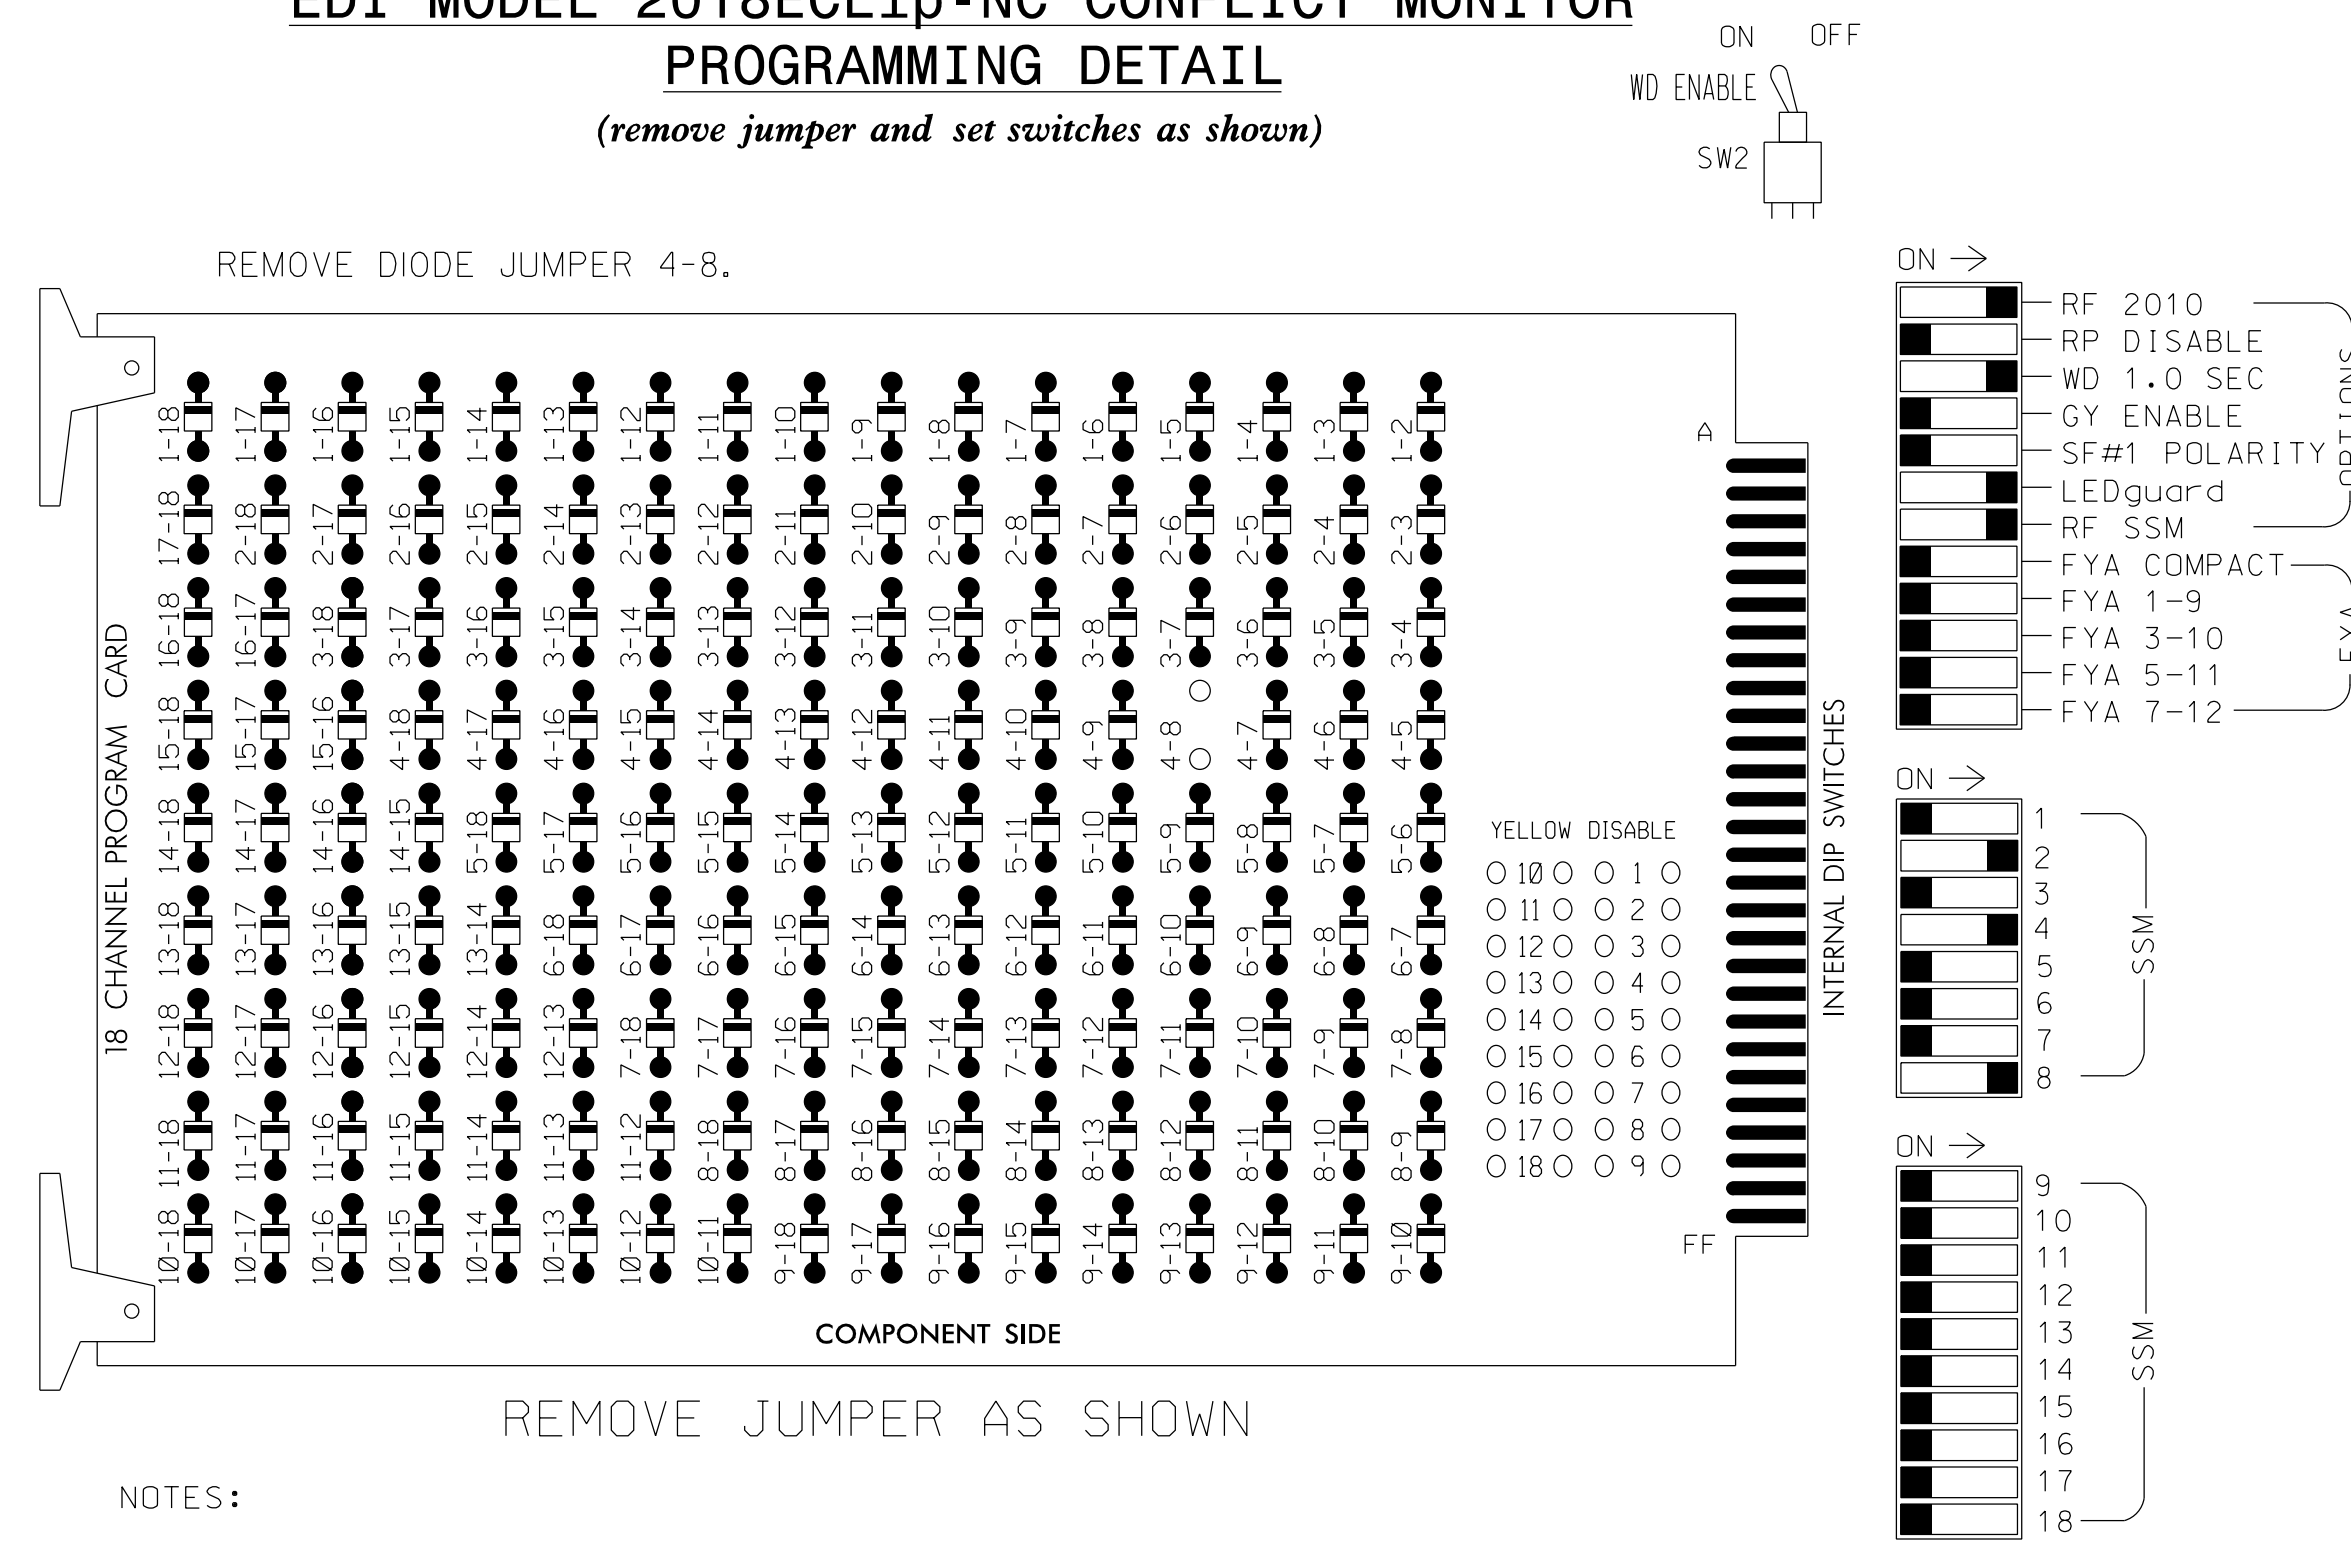 EDI MODEL 2018ECLip-NC CONFLICT MONITOR
PROGRAMMING DETAIL
(remove jumper and set switches as shown)
ON OFF
WD ENABLE
SW2
REMOVE DIODE JUMPER 4-8.
18 CHANNEL PROGRAM CARD
1-18 1-17 1-16 1-15 1-14 1-13 1-12 1-11 1-10 1-9 1-8 1-7 1-6 1-5 1-4 1-3 1-2
17-18 2-18 2-17 2-16 2-15 2-14 2-13 2-12 2-11 2-10 2-9 2-8 2-7 2-6 2-5 2-4 2-3
16-18 16-17 3-18 3-17 3-16 3-15 3-14 3-13 3-12 3-11 3-10 3-9 3-8 3-7 3-6 3-5 3-4
15-18 15-17 15-16 4-18 4-17 4-16 4-15 4-14 4-13 4-12 4-11 4-10 4-9 4-8 4-7 4-6 4-5
14-18 14-17 14-16 14-15 5-18 5-17 5-16 5-15 5-14 5-13 5-12 5-11 5-10 5-9 5-8 5-7 5-6
13-18 13-17 13-16 13-15 13-14 6-18 6-17 6-16 6-15 6-14 6-13 6-12 6-11 6-10 6-9 6-8 6-7
12-18 12-17 12-16 12-15 12-14 12-13 7-18 7-17 7-16 7-15 7-14 7-13 7-12 7-11 7-10 7-9 7-8
11-18 11-17 11-16 11-15 11-14 11-13 11-12 8-18 8-17 8-16 8-15 8-14 8-13 8-12 8-11 8-10 8-9
10-18 10-17 10-16 10-15 10-14 10-13 10-12 10-11 9-18 9-17 9-16 9-15 9-14 9-13 9-12 9-11 9-10
A
YELLOW DISABLE
10 1
11 2
12 3
13 4
14 5
15 6
16 7
17 8
18 9
FF
COMPONENT SIDE
INTERNAL DIP SWITCHES
ON
RF 2010
RP DISABLE
WD 1.0 SEC
GY ENABLE
SF#1 POLARITY
LEDguard
RF SSM
OPTIONS
FYA COMPACT
FYA 1-9
FYA 3-10
FYA 5-11
FYA 7-12
FYA
ON
1
2
3
4
5
6
7
8
SSM
ON
9
10
11
12
13
14
15
16
17
18
SSM
REMOVE JUMPER AS SHOWN
NOTES: